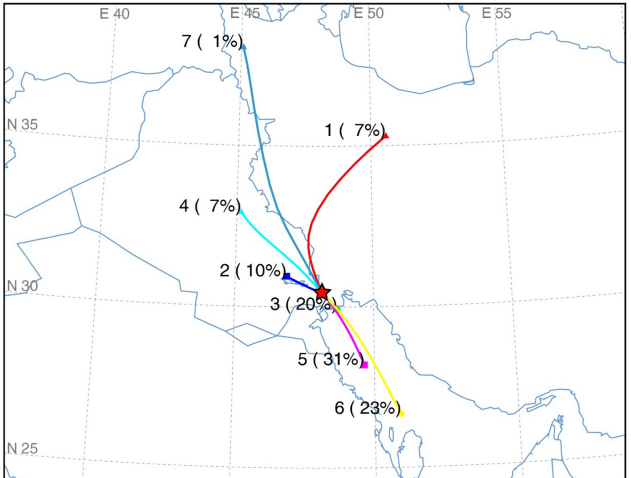 E 40
E 45
E 50
E 55
7 ( 1%)
N 35
1 ( 7%)
4 ( 7%)
2 ( 10%)
N 30
3 ( 20%)
5 ( 31%)
6 ( 23%)
N 25